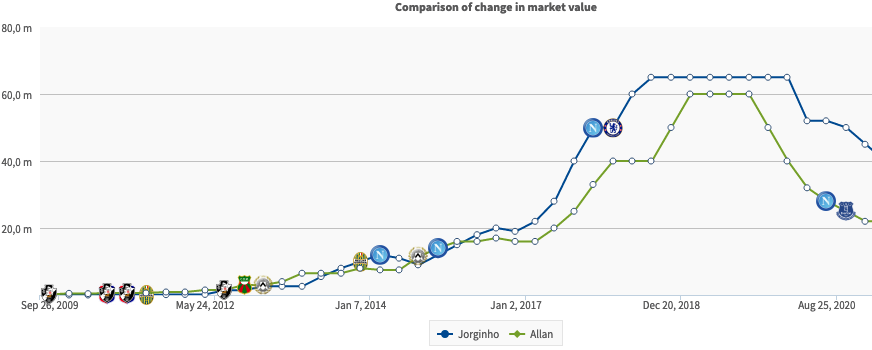 Comparison of change in market value
80,0 m
60,0 m
40,0 m
20,0 m
Sep 26, 2009 May 24, 2012 Jan 7, 2014 Jan 2, 2017 Dec 20, 2018 Aug 25, 2020
Jorginho Allan